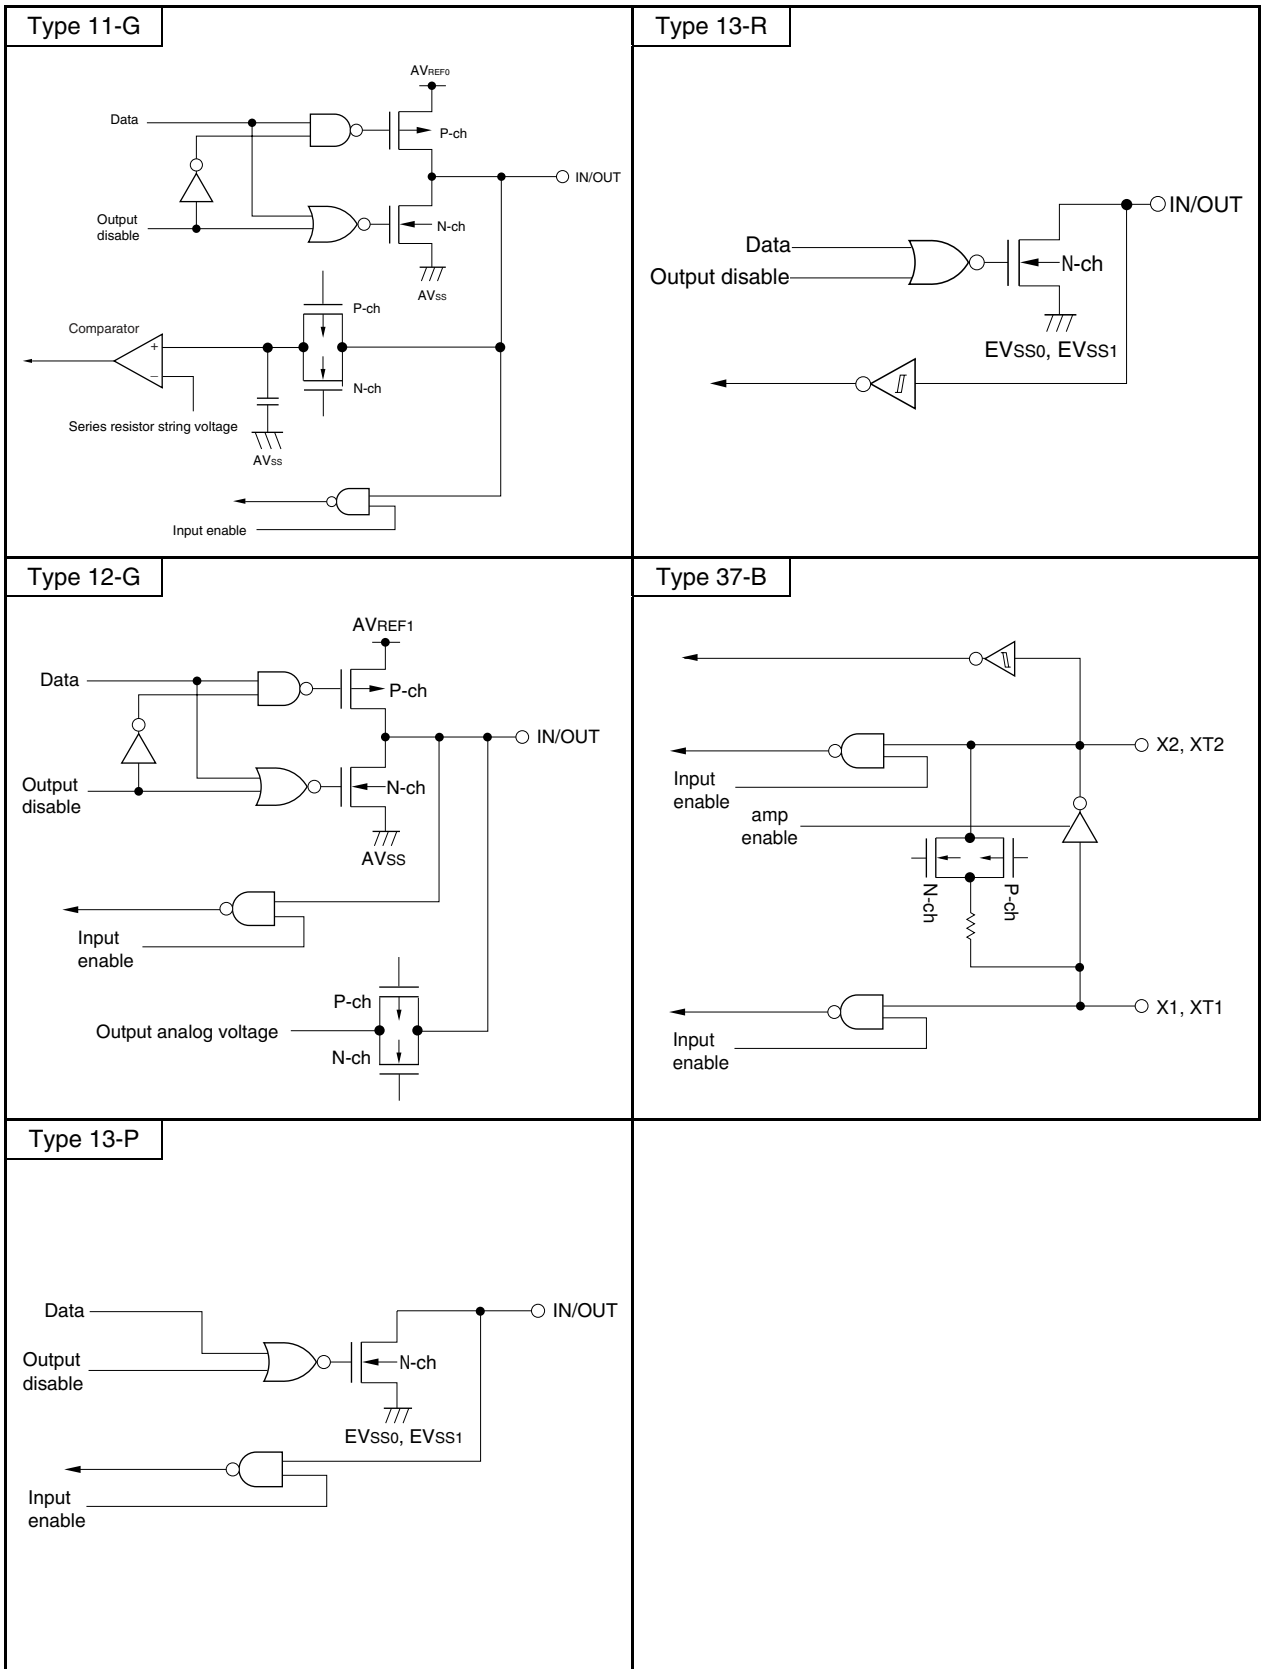 Type 11-G
AVREF0
Data
P-ch
IN/OUT
Output
disable
N-ch
AVSS
P-ch
Comparator
+
−
N-ch
Series resistor string voltage
AVSS
Input enable
Type 13-R
IN/OUT
Data
Output disable
N-ch
EVSS0, EVSS1
Type 12-G
AVREF1
Data
P-ch
IN/OUT
Output
disable
N-ch
AVSS
Input
enable
P-ch
Output analog voltage
N-ch
Type 37-B
X2, XT2
Input
enable
amp
enable
N-ch
P-ch
X1, XT1
Input
enable
Type 13-P
Data
IN/OUT
Output
disable
N-ch
EVSS0, EVSS1
Input
enable